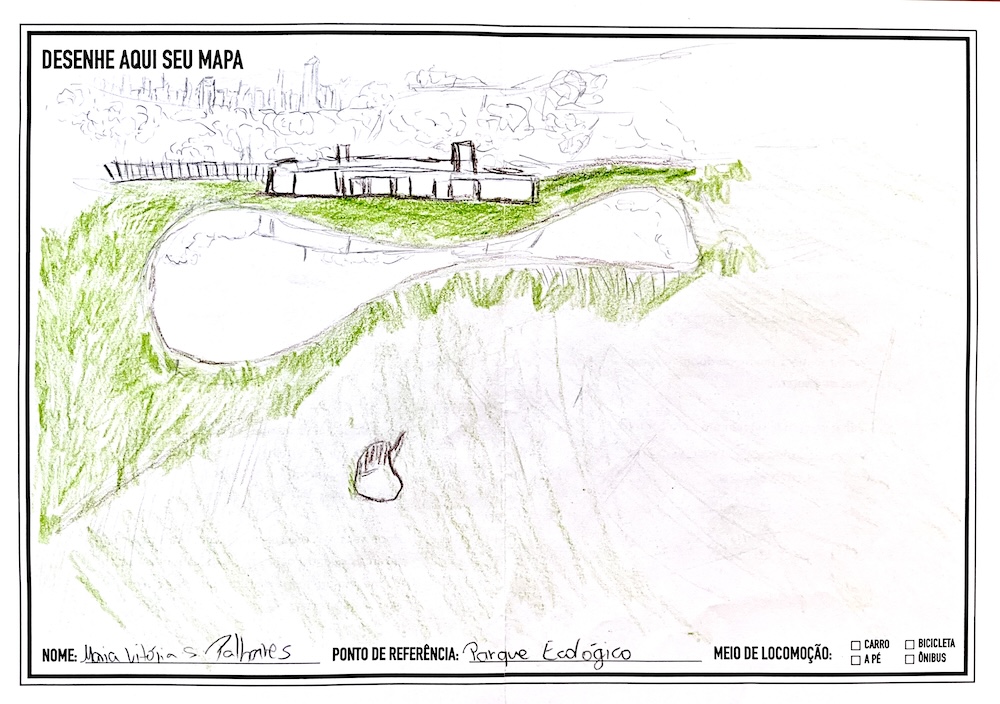 DESENHE AQUI SEU MAPA
NOME: Maria Vitória S. Palhares PONTO DE REFERÊNCIA: Parque Ecológico MEIO DE LOCOMOÇÃO: CARRO BICICLETA
A PÉ ÔNIBUS